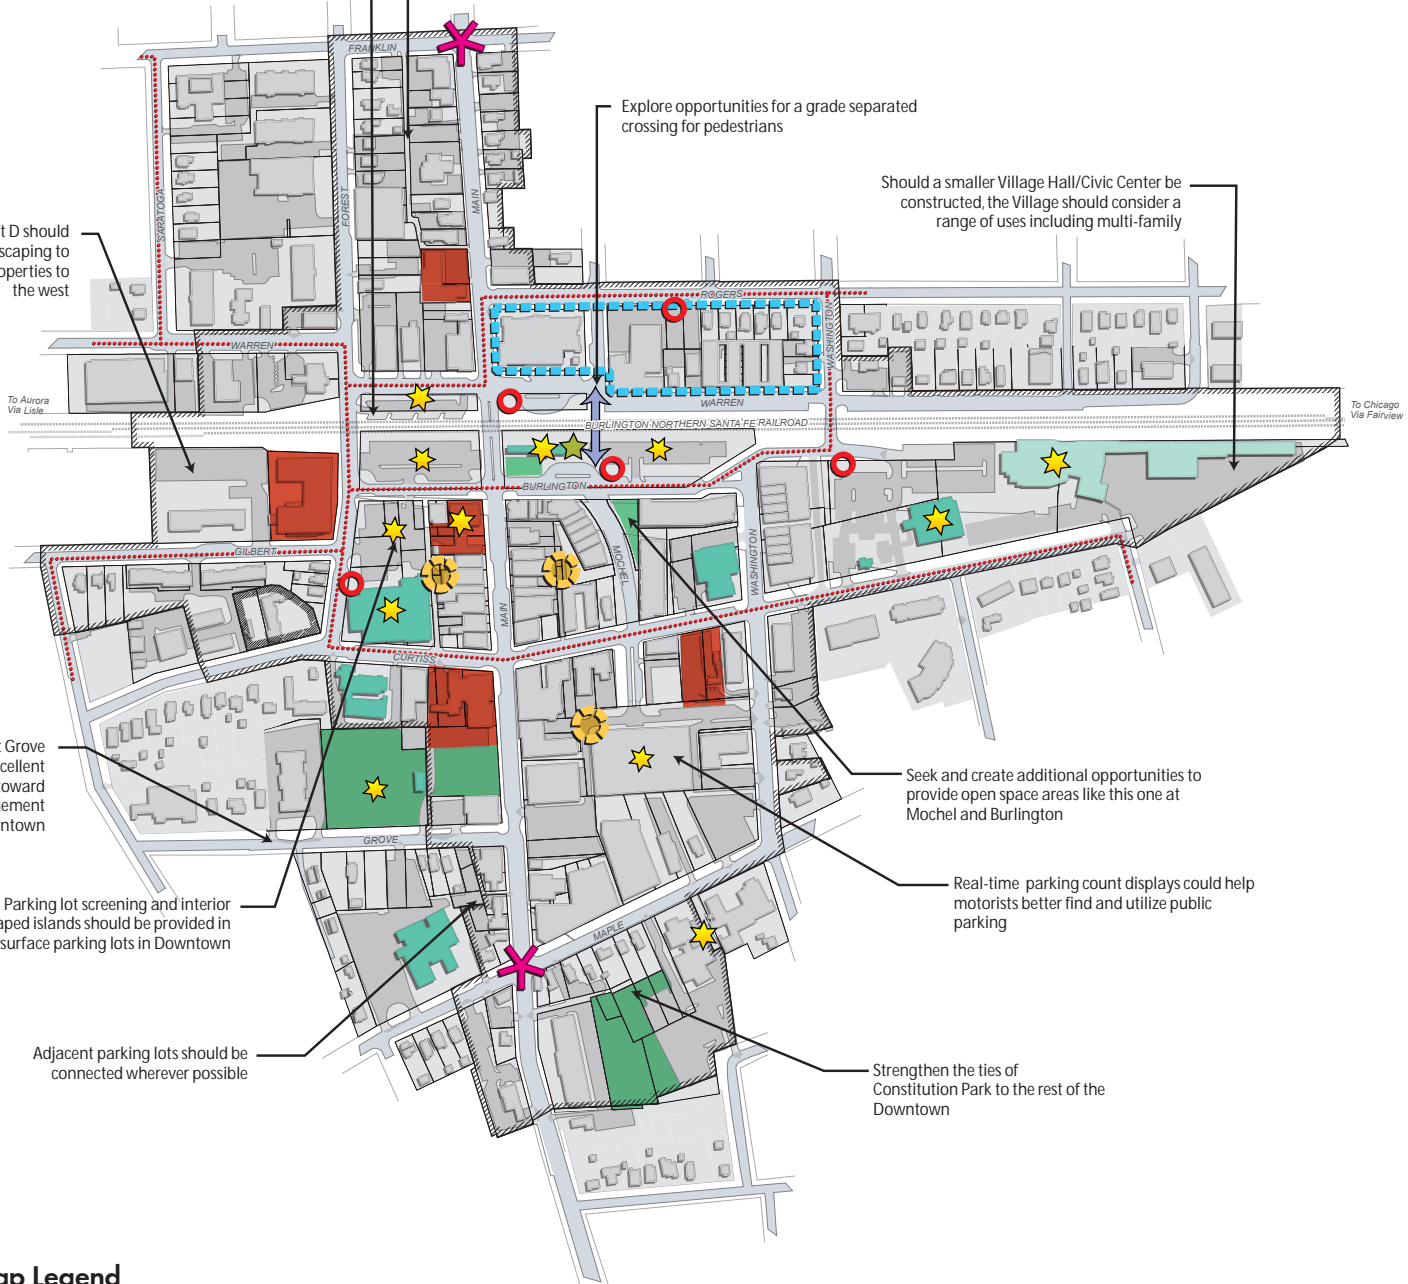 FRANKLIN
Explore opportunities for a grade separated
crossing for pedestrians
Should a smaller Village Hall/Civic Center be
constructed, the Village should consider a
range of uses including multi-family
SARATOGA
FOREST
MAIN
t D should
scaping to
operties to
the west
ROGERS
WASHINGTON
WARREN
To Aurora
Via Lisle
WARREN
To Chicago
Via Fairview
BURLINGTON NORTHERN SANTA FE RAILROAD
BURLINGTON
GILBERT
MOCHEL
WASHINGTON
MAIN
CURTISS
t Grove
cellent
toward
gement
wntown
Seek and create additional opportunities to
provide open space areas like this one at
Mochel and Burlington
GROVE
Real-time parking count displays could help
motorists better find and utilize public
parking
Parking lot screening and interior
aped islands should be provided in
surface parking lots in Downtown
MAPLE
Adjacent parking lots should be
connected wherever possible
Strengthen the ties of
Constitution Park to the rest of the
Downtown
ap Legend